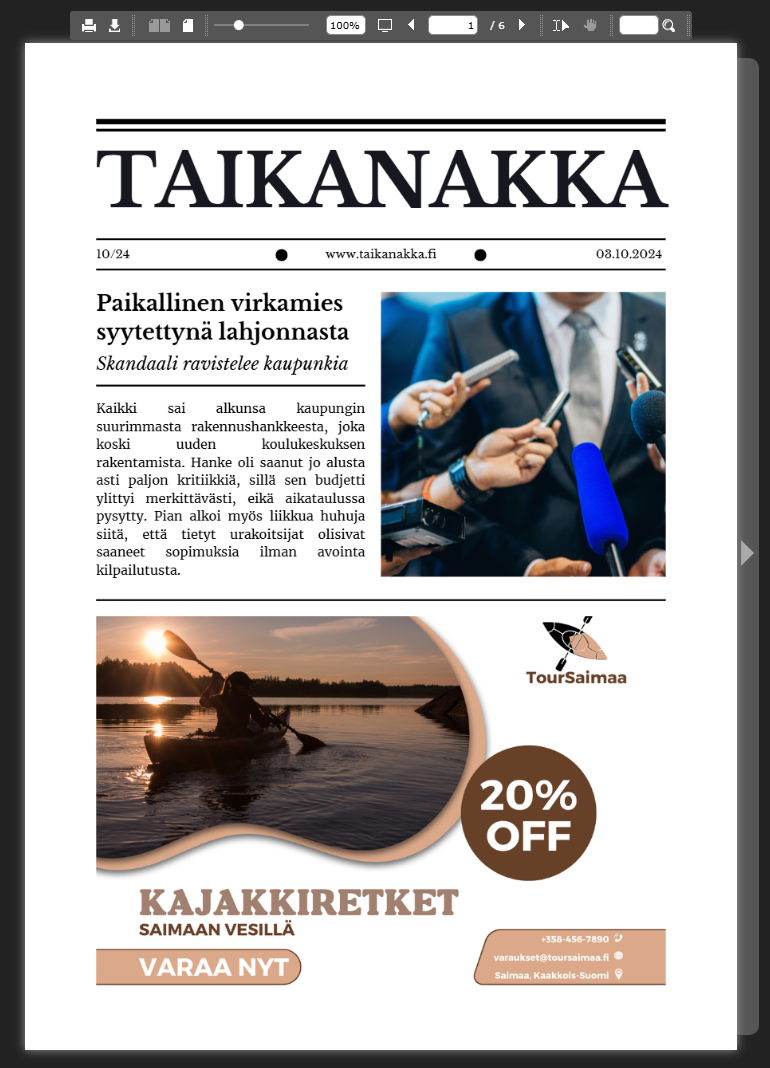 100%
1
/ 6
TAIKANAKKA
10/24
www.taikanakka.fi
03.10.2024
Paikallinen virkamies
syytettynä lahjonnasta
Skandaali ravistelee kaupunkia
Kaikki sai alkunsa kaupungin
suurimmasta rakennushankkeesta, joka
koski uuden koulukeskuksen
rakentamista. Hanke oli saanut jo alusta
asti paljon kritiikkiä, sillä sen budjetti
ylittyi merkittävästi, eikä aikataulussa
pysytty. Pian alkoi myös liikkua huhuja
siitä, että tietyt urakoitsijat olisivat
saaneet sopimuksia ilman avointa
kilpailutusta.
TourSaimaa
20%
OFF
KAJAKKIRETKET
SAIMAAN VESILLÄ
VARAA NYT
+358-456-7890
varaukset@toursaimaa.fi
Saimaa, Kaakkois-Suomi